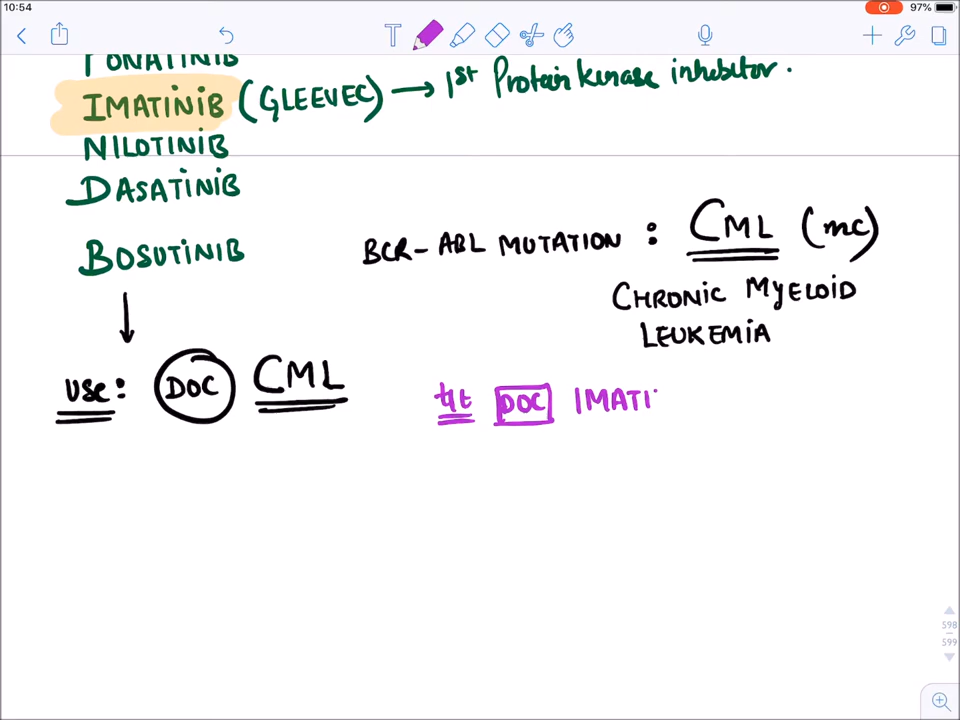 10:54 97%
PONATINIB
IMATINIB (GLEEVEC) → 1st Protein kinase inhibitor.
NILOTINIB
DASATINIB
BOSUTINIB
BCR-ABL MUTATION : CML (mc)
CHRONIC MYELOID
LEUKEMIA
USE: DOC CML
DOC IMATI
598
599